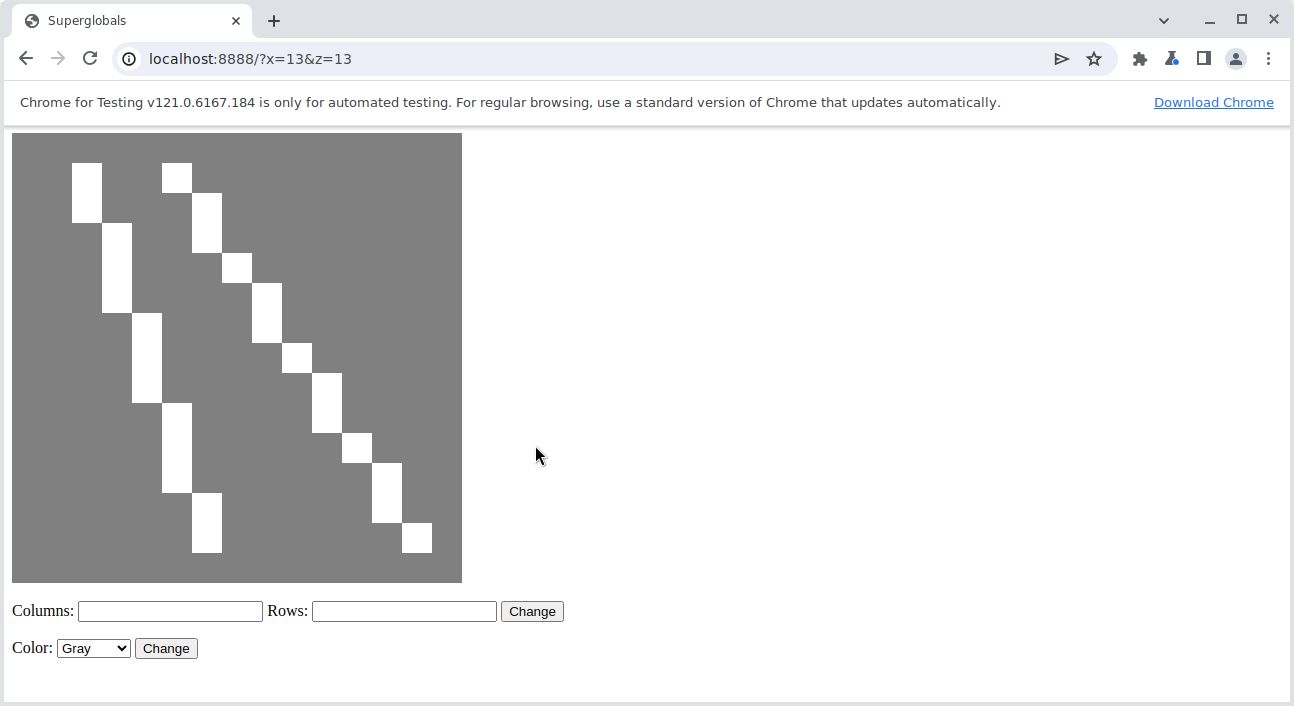 Superglobals
localhost:8888/?x=13&z=13
Chrome for Testing v121.0.6167.184 is only for automated testing. For regular browsing, use a standard version of Chrome that updates automatically. Download Chrome
Columns: Rows: Change
Color: Gray Change